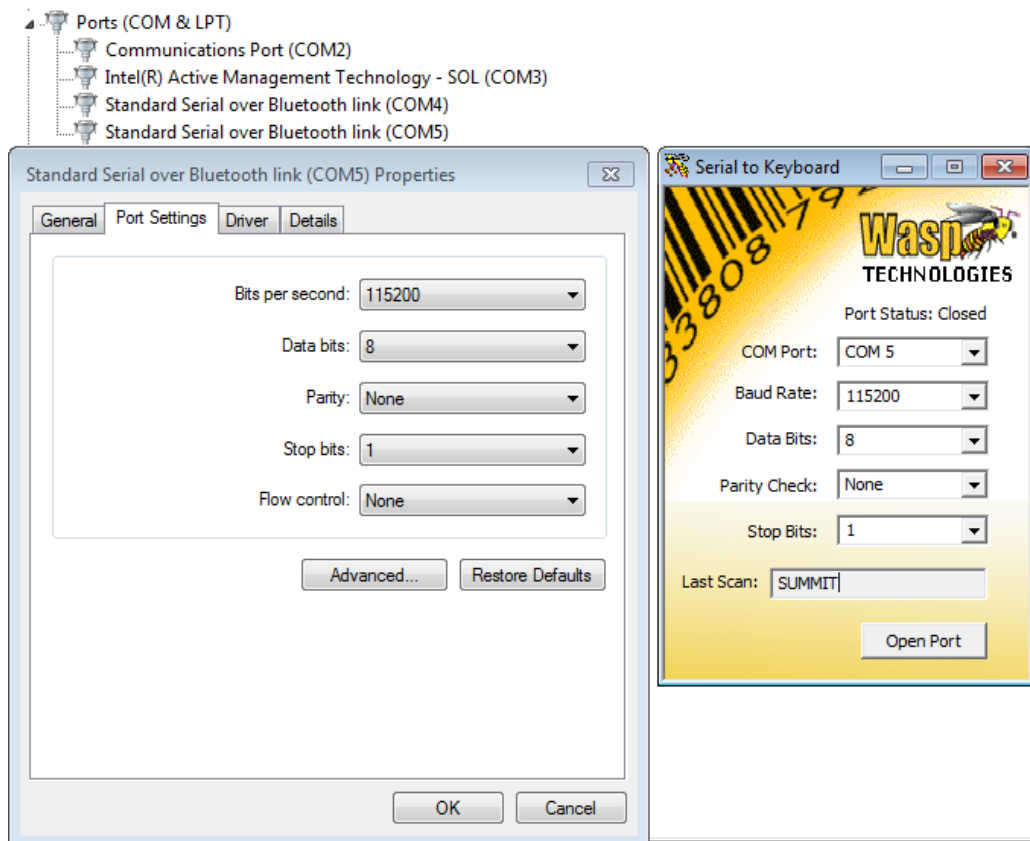 Ports (COM & LPT)
Communications Port (COM2)
Intel(R) Active Management Technology - SOL (COM3)
Standard Serial over Bluetooth link (COM4)
Standard Serial over Bluetooth link (COM5)
Standard Serial over Bluetooth link (COM5) Properties
General Port Settings Driver Details
Bits per second: 115200
Data bits: 8
Parity: None
Stop bits: 1
Flow control: None
Advanced... Restore Defaults
OK Cancel
Serial to Keyboard
33808 792
Wasp
TECHNOLOGIES
Port Status: Closed
COM Port: COM 5
Baud Rate: 115200
Data Bits: 8
Parity Check: None
Stop Bits: 1
Last Scan: SUMMIT
Open Port